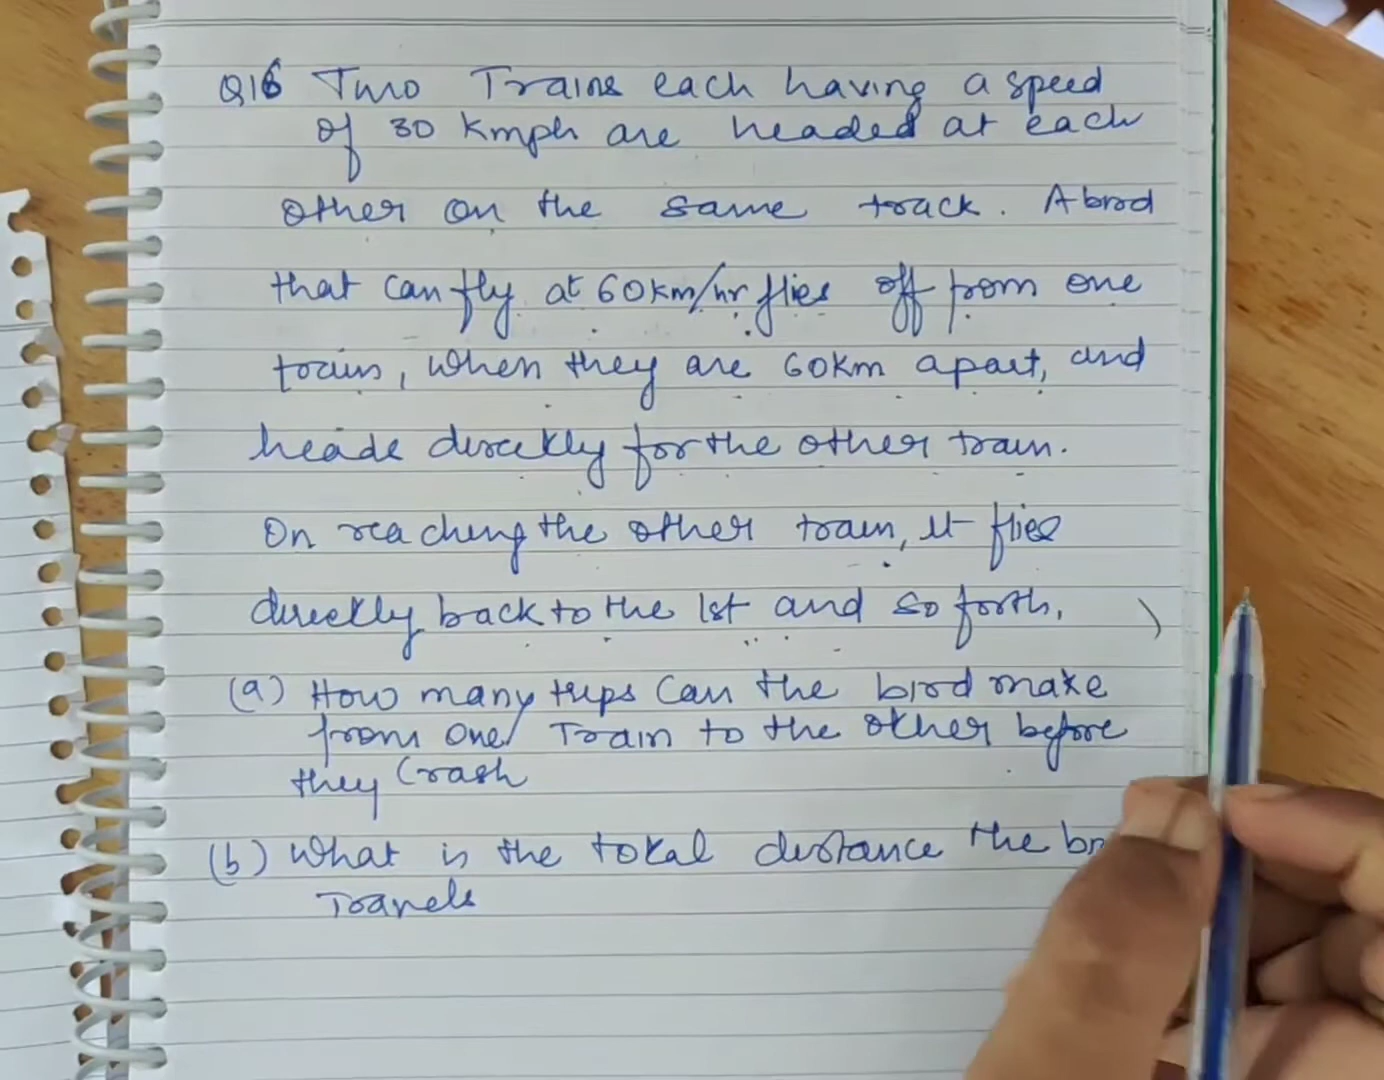 Q16 Two Trains each having a speed
of 30 Kmph are headed at each
other on the same track. A bird
that can fly at 60km/hr flies off from one
train, when they are 60km apart, and
heads directly for the other train.
On reaching the other train, it flies
directly back to the 1st and so forth,
(a) How many trips can the bird make
from one Train to the other before
they Crash
(b) What is the total distance the
Travels